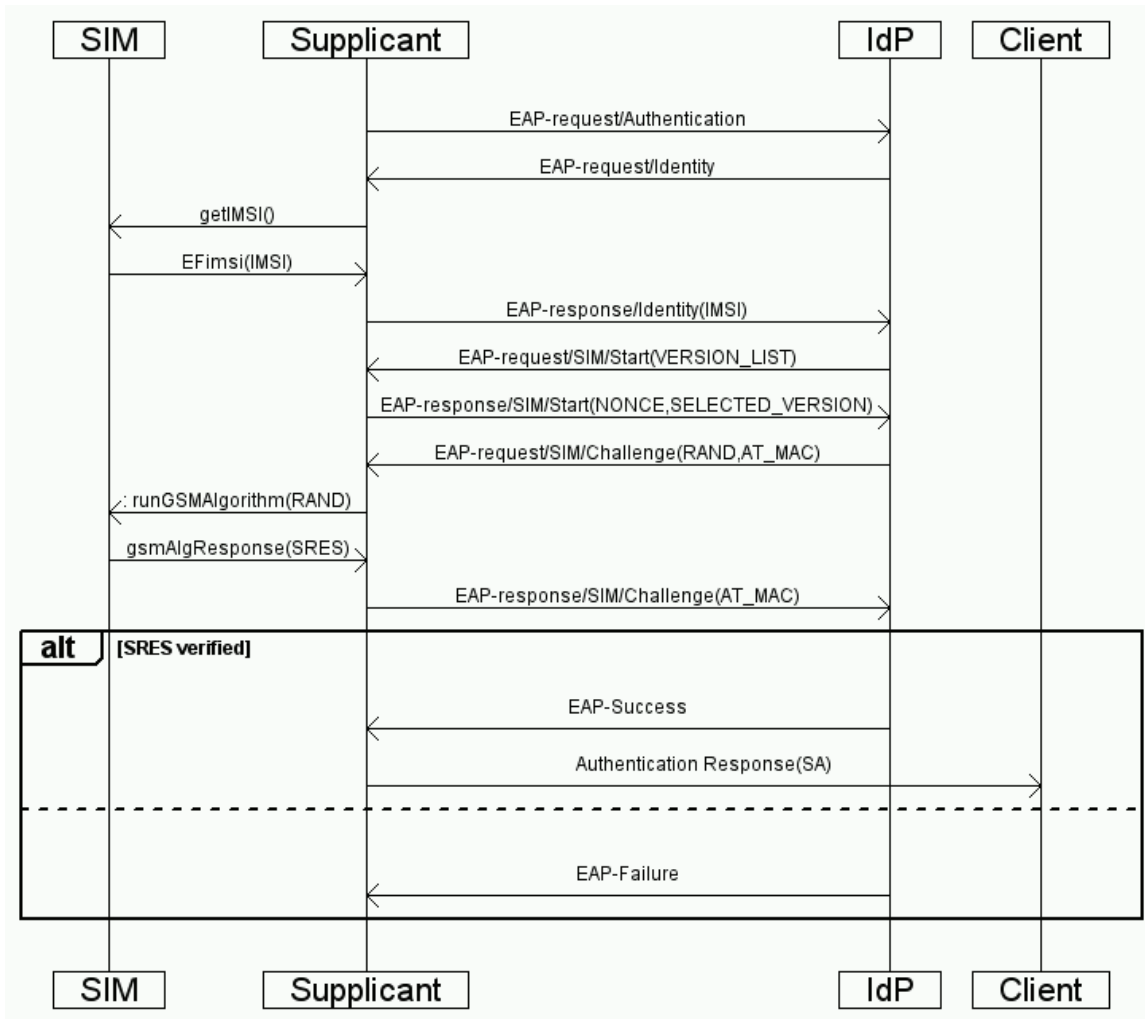 SIM Supplicant IdP Client
EAP-request/Authentication
EAP-request/Identity
getIMSI()
EFimsi(IMSI)
EAP-response/Identity(IMSI)
EAP-request/SIM/Start(VERSION_LIST)
EAP-response/SIM/Start(NONCE,SELECTED_VERSION)
EAP-request/SIM/Challenge(RAND,AT_MAC)
: runGSMAlgorithm(RAND)
gsmAlgResponse(SRES)
EAP-response/SIM/Challenge(AT_MAC)
alt [SRES verified]
EAP-Success
Authentication Response(SA)
EAP-Failure
SIM Supplicant IdP Client